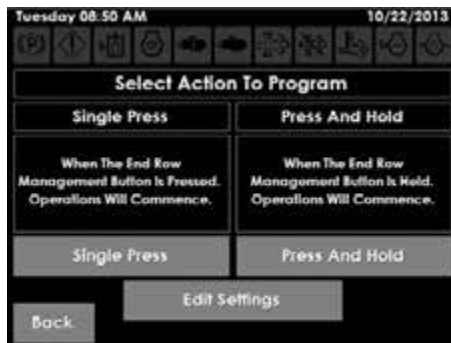 Tuesday 08:50 AM 10/22/2013
(P)
Select Action To Program
Single Press Press And Hold
When The End Row When The End Row
Management Button Is Pressed. Management Button Is Held.
Operations Will Commence. Operations Will Commence.
Single Press Press And Hold
Edit Settings
Back